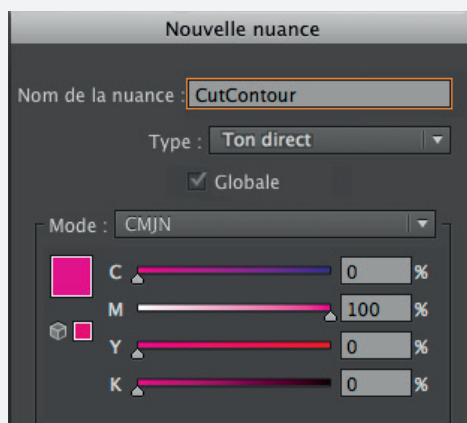 Nouvelle nuance
Nom de la nuance : CutContour
Type : Ton direct
Globale
Mode : CMJN
C 0 %
M 100 %
Y 0 %
K 0 %